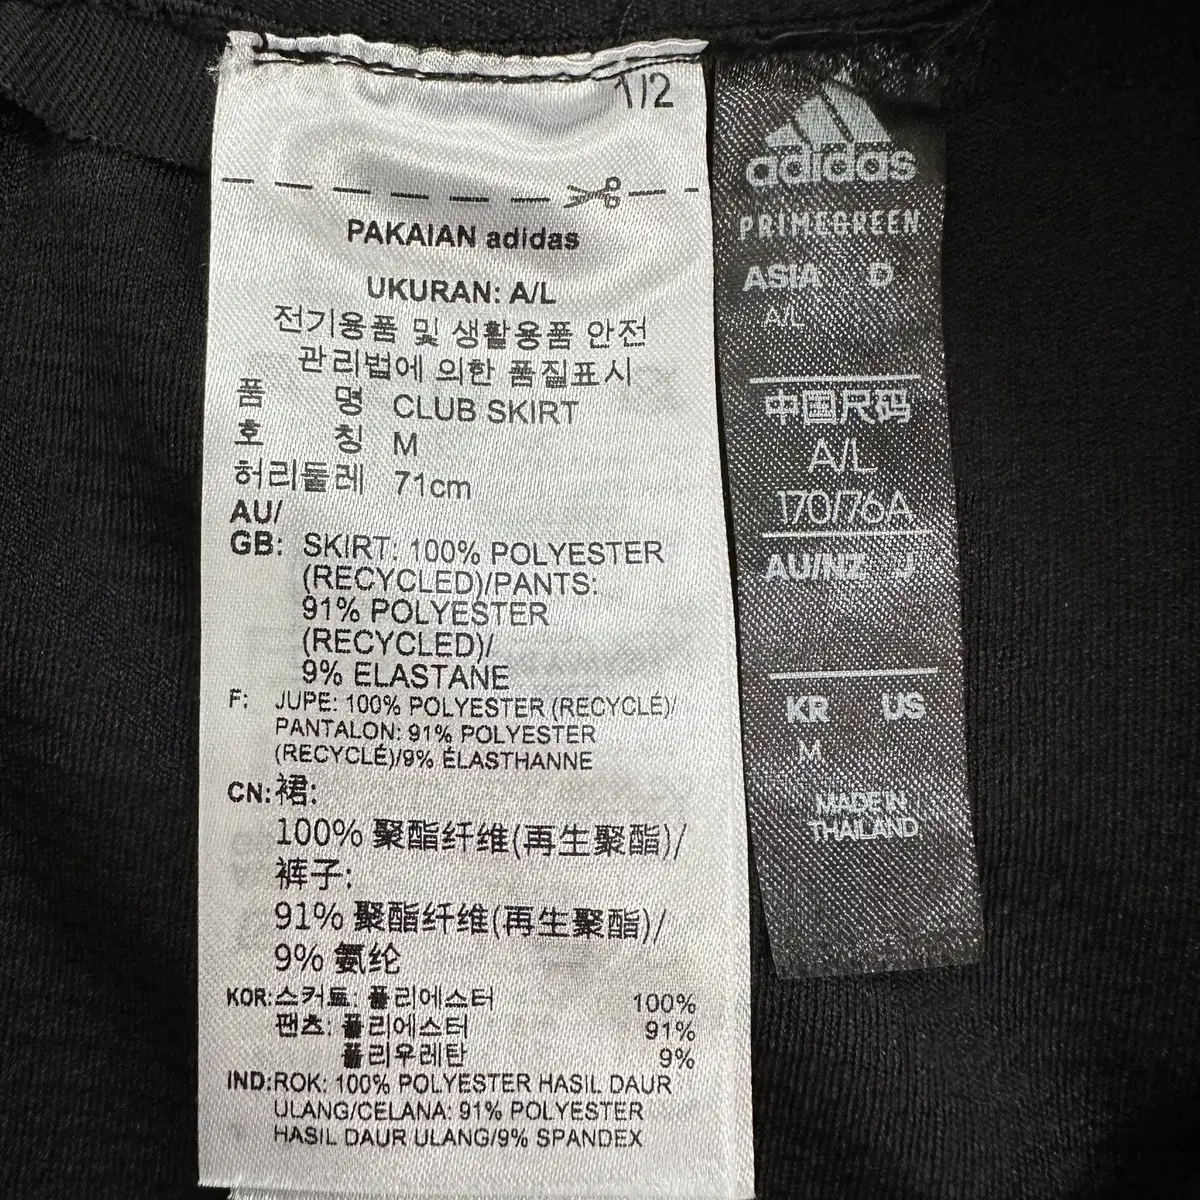 1/2
PAKAIAN adidas
UKURAN: A/L
전기용품 및 생활용품 안전
관리법에 의한 품질표시
품 명 CLUB SKIRT
호 칭 M
허리둘레 71cm
AU/
GB: SKIRT: 100% POLYESTER
(RECYCLED)/PANTS:
91% POLYESTER
(RECYCLED)/
9% ELASTANE
F: JUPE: 100% POLYESTER (RECYCLÉ)/
PANTALON: 91% POLYESTER
(RECYCLÉ)/9% ÉLASTHANNE
CN: 裙:
100% 聚酯纤维(再生聚酯)/
裤子:
91% 聚酯纤维(再生聚酯)/
9% 氨纶
KOR: 스커트: 폴리에스터 100%
팬츠: 폴리에스터 91%
폴리우레탄 9%
IND: ROK: 100% POLYESTER HASIL DAUR
ULANG/CELANA: 91% POLYESTER
HASIL DAUR ULANG/9% SPANDEX
adidas
PRIMEGREEN
ASIA D
A/L
中国尺码
A/L
170/76A
AU/NZ J
KR US
M
MADE IN
THAILAND